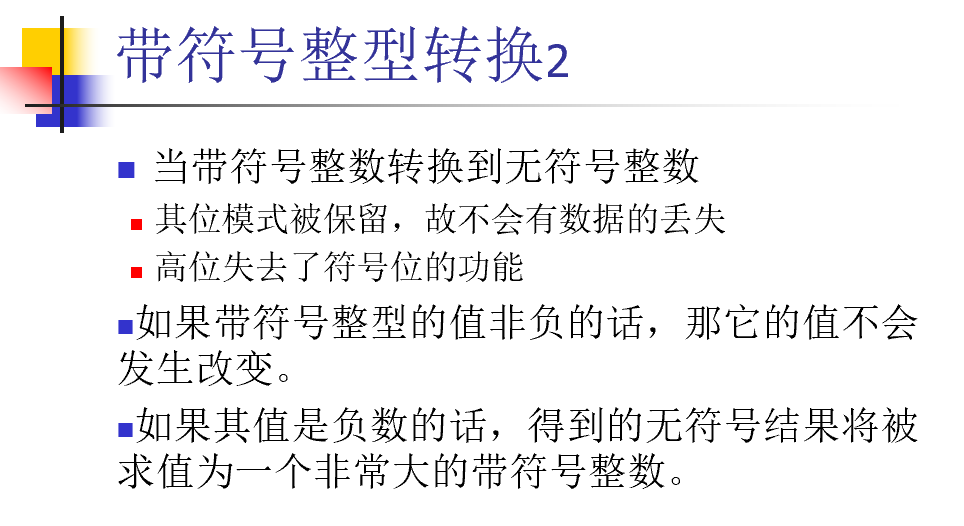 带符号整型转换2
当带符号整数转换到无符号整数
其位模式被保留，故不会有数据的丢失
高位失去了符号位的功能
如果带符号整型的值非负的话，那它的值不会
发生改变。
如果其值是负数的话，得到的无符号结果将被
求值为一个非常大的带符号整数。